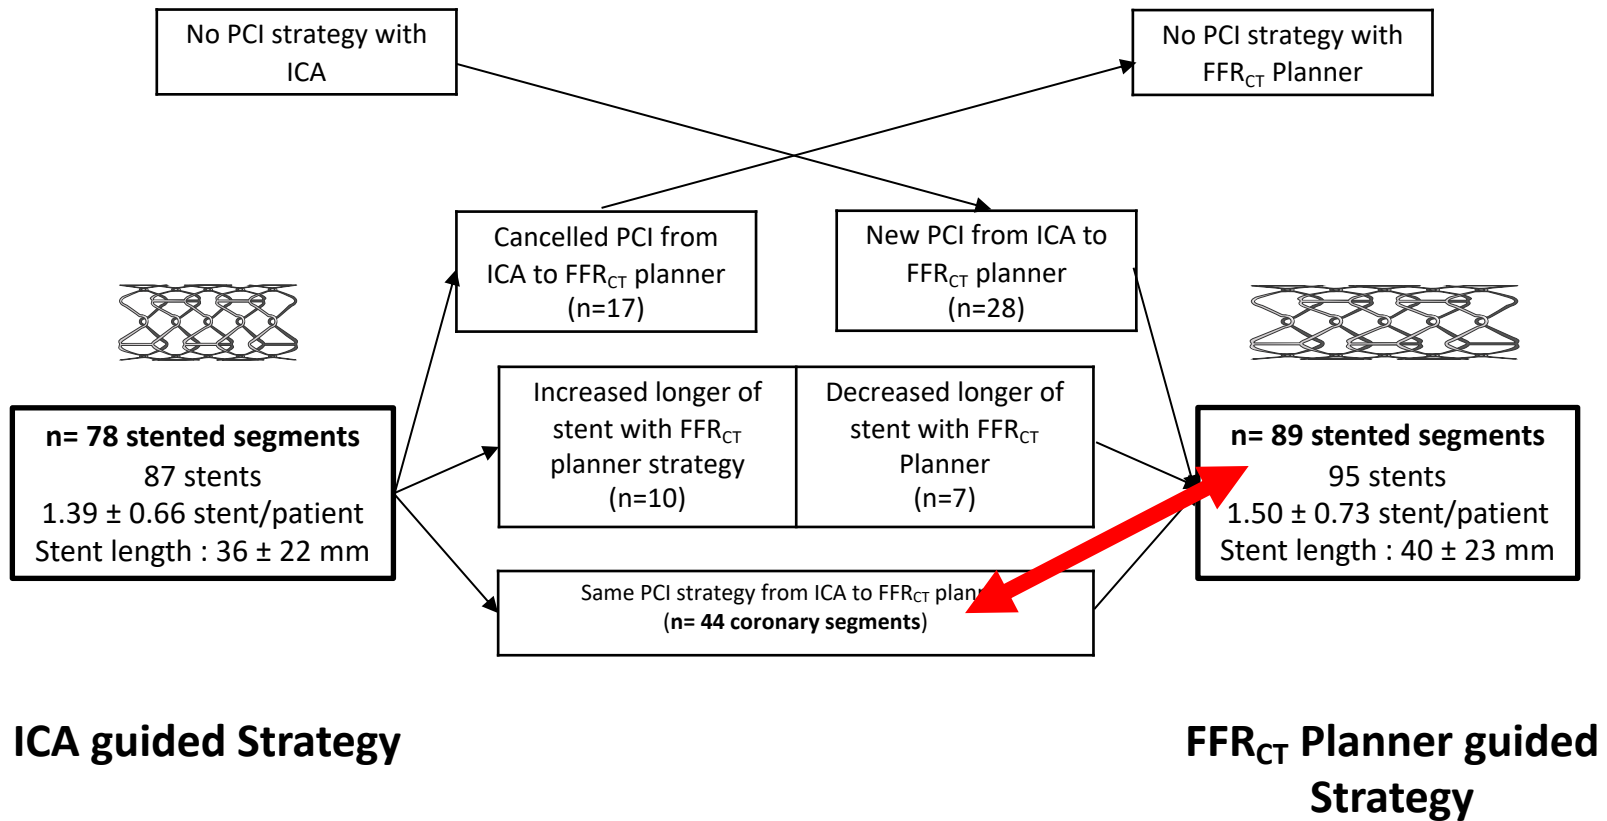 No PCI strategy with
ICA
No PCI strategy with
FFRCT Planner
Cancelled PCI from
ICA to FFRCT planner
(n=17)
New PCI from ICA to
FFRCT planner
(n=28)
n= 78 stented segments
87 stents
1.39 ± 0.66 stent/patient
Stent length : 36 ± 22 mm
Increased longer of
stent with FFRCT
planner strategy
(n=10)
Decreased longer of
stent with FFRCT
Planner
(n=7)
n= 89 stented segments
95 stents
1.50 ± 0.73 stent/patient
Stent length : 40 ± 23 mm
Same PCI strategy from ICA to FFRCT
(n= 44 coronary segments)
ICA guided Strategy
FFRCT Planner guided
Strategy